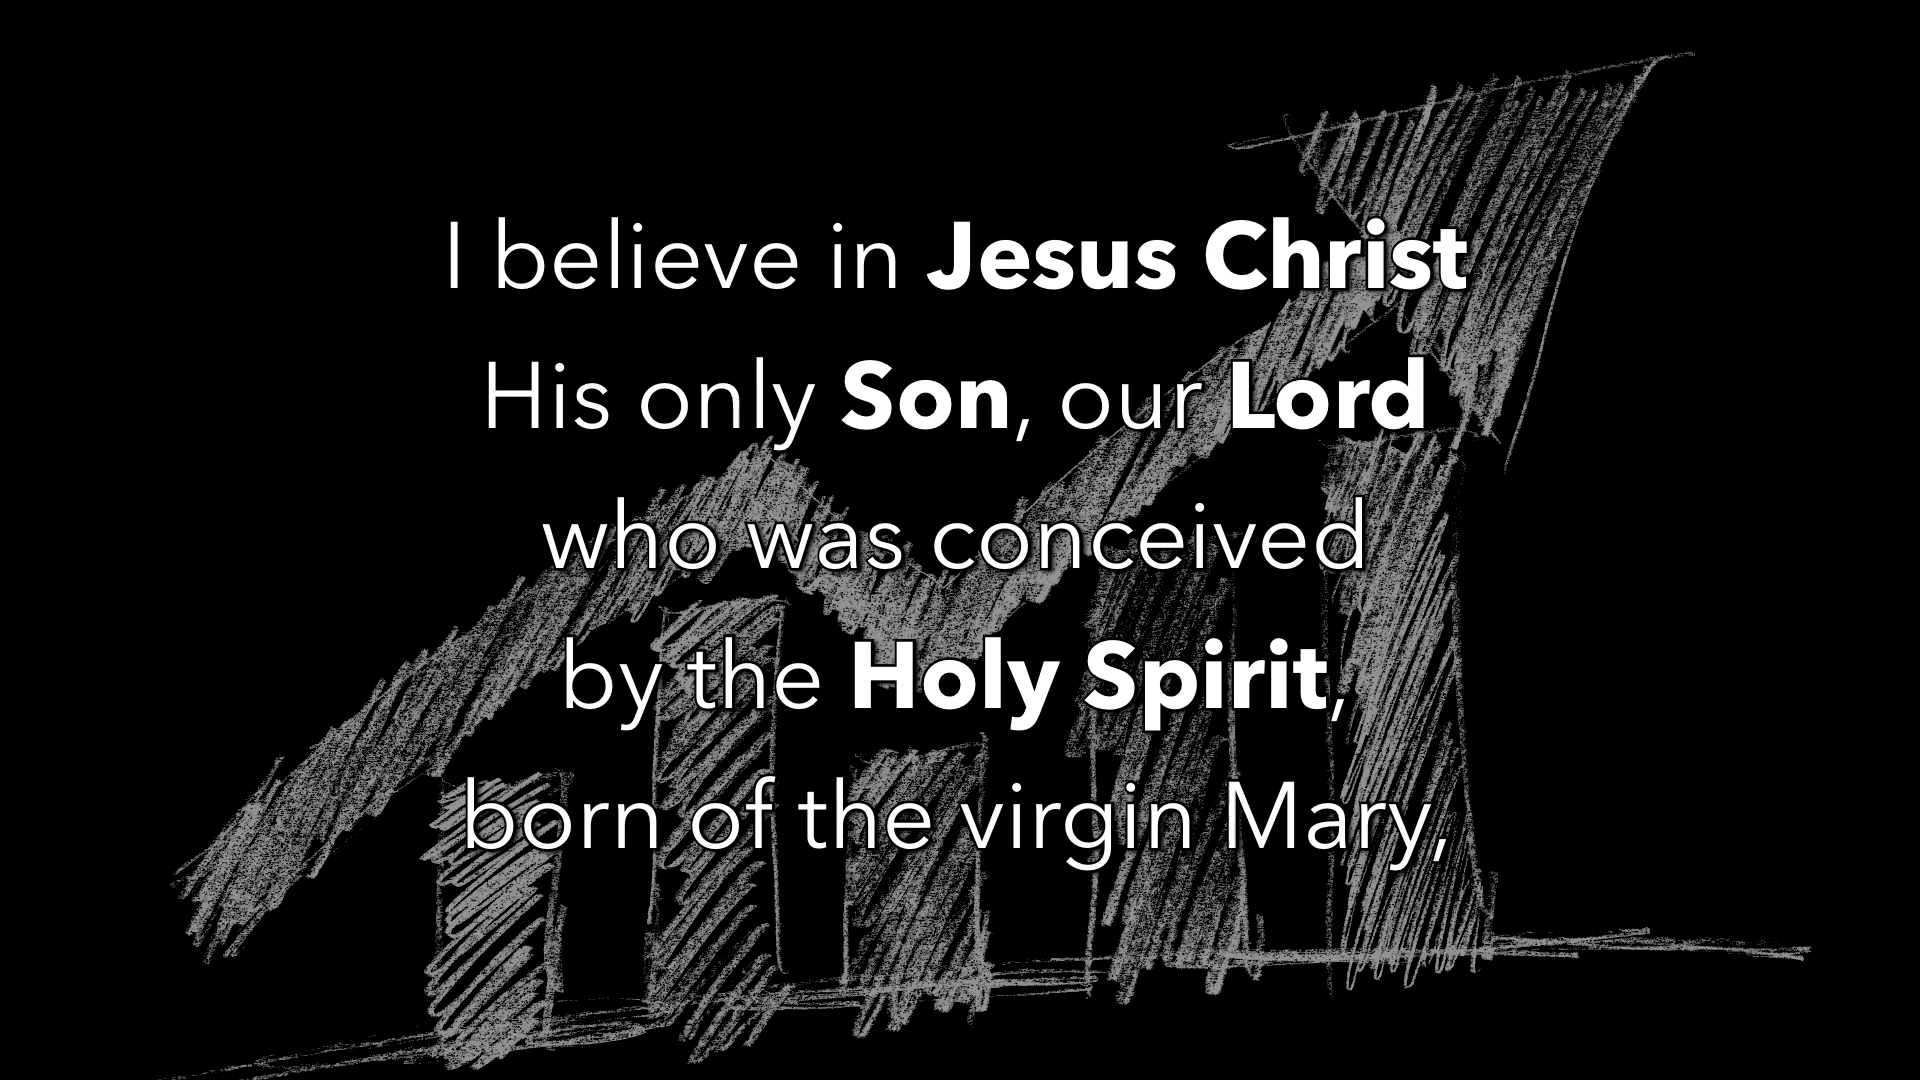 I believe in Jesus Christ
His only Son, our Lord
who was conceived
by the Holy Spirit,
born of the virgin Mary,